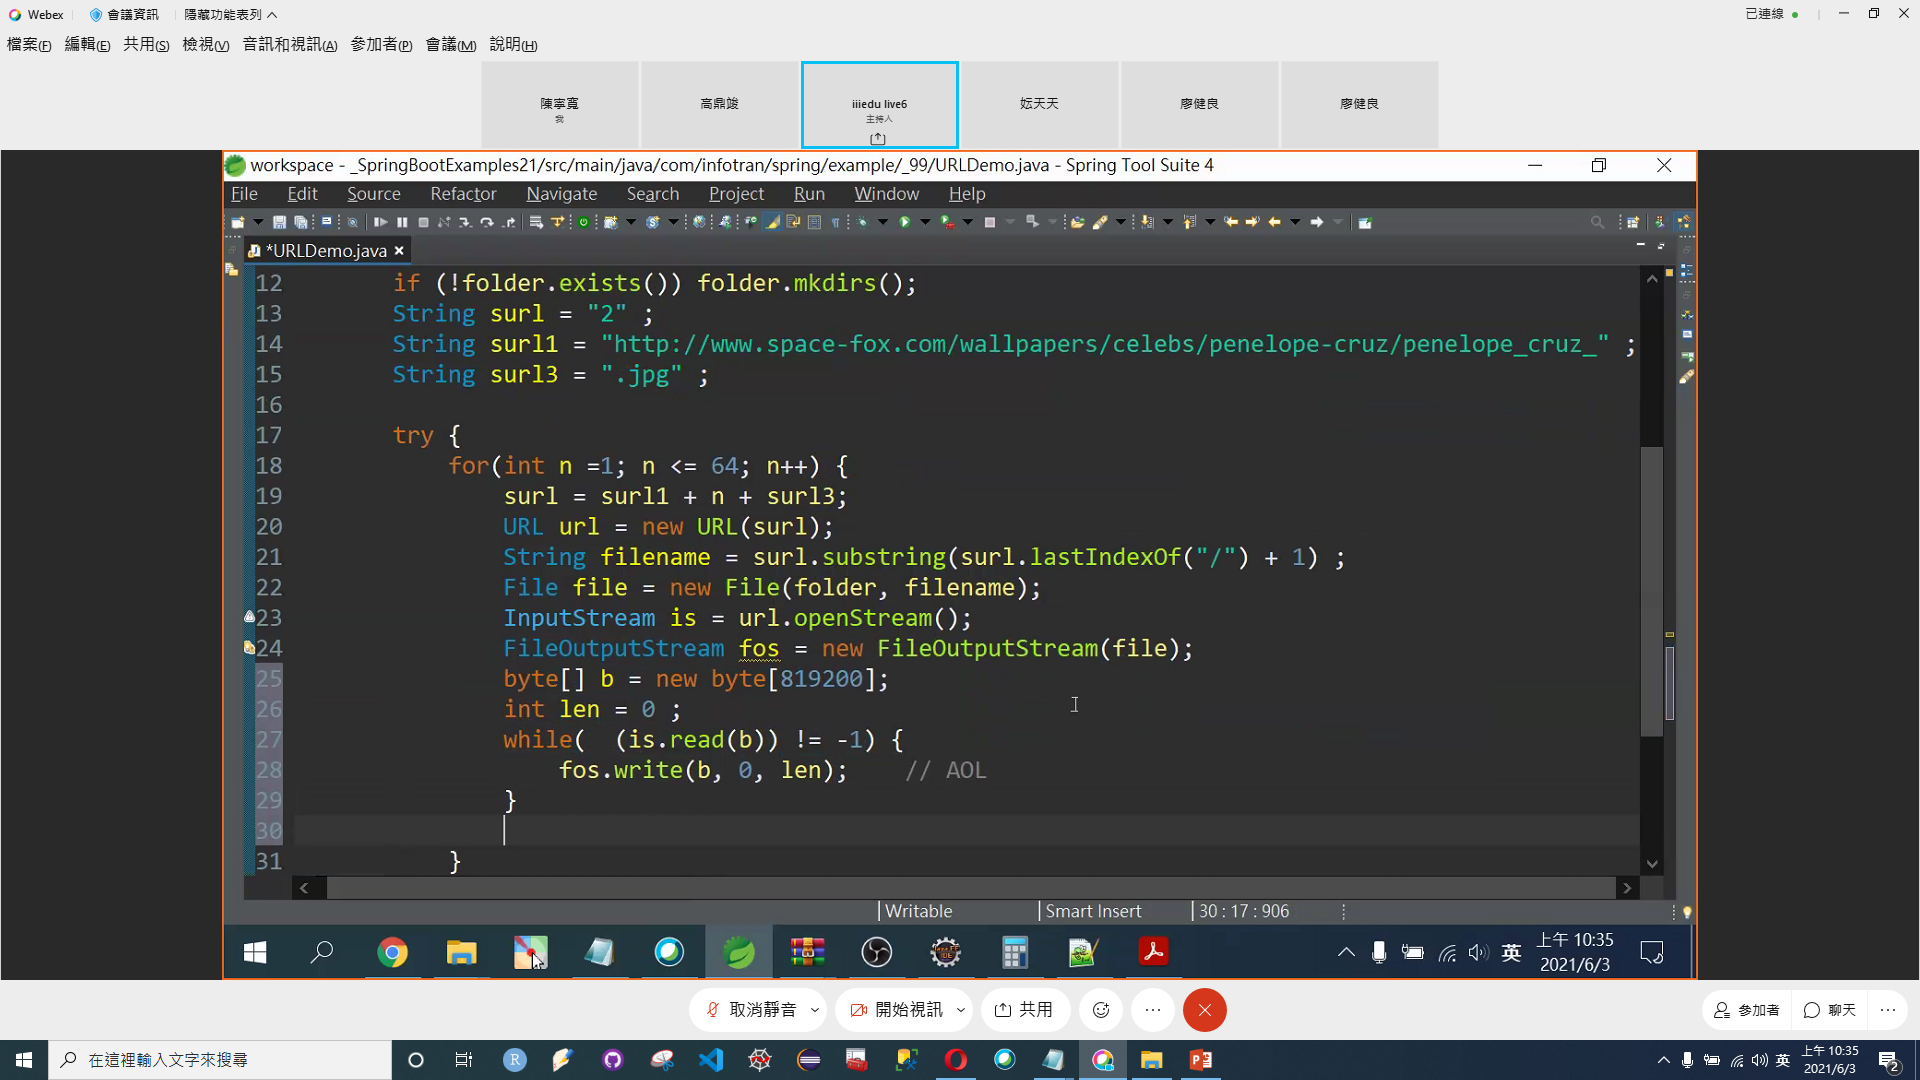 Webex 會議資訊 隱藏功能表列 已連線
檔案(F) 編輯(E) 共用(S) 檢視(V) 音訊和視訊(A) 參加者(P) 會議(M) 說明(H)
陳寧寬 高鼎竣 iiiedu live6 妘天天 廖健良 廖健良
我 主持人
workspace - _SpringBootExamples21/src/main/java/com/infotran/spring/example/_99/URLDemo.java - Spring Tool Suite 4
File Edit Source Refactor Navigate Search Project Run Window Help
*URLDemo.java
12 if (!folder.exists()) folder.mkdirs();
13 String surl = "2" ;
14 String surl1 = "http://www.space-fox.com/wallpapers/celebs/penelope-cruz/penelope_cruz_" ;
15 String surl3 = ".jpg" ;
16
17 try {
18 for(int n =1; n <= 64; n++) {
19 surl = surl1 + n + surl3;
20 URL url = new URL(surl);
21 String filename = surl.substring(surl.lastIndexOf("/") + 1) ;
22 File file = new File(folder, filename);
23 InputStream is = url.openStream();
24 FileOutputStream fos = new FileOutputStream(file);
25 byte[] b = new byte[819200];
26 int len = 0 ;
27 while(  (is.read(b)) != -1) {
28 fos.write(b, 0, len); // AOL
29 }
30
31 }
Writable Smart Insert 30 : 17 : 906
英 上午 10:35
2021/6/3
取消靜音 開始視訊 共用 參加者 聊天
在這裡輸入文字來搜尋 英 上午 10:35
2021/6/3 2